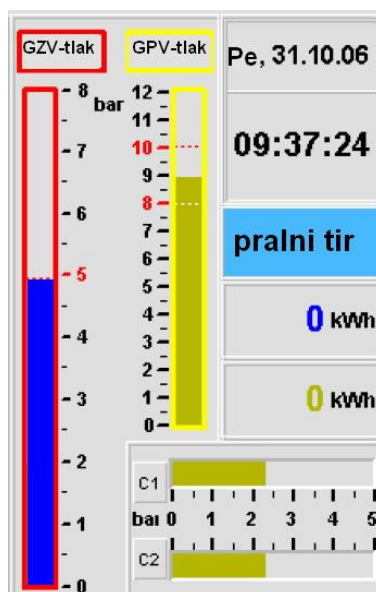 GZV-tlak GPV-tlak Pe, 31.10.06
8 bar 12
11
7 10 09:37:24
9
6 8
7 pralni tir
5 6
5
4 4 0 kWh
3
3 2
1 0 kWh
0
2
C1
1 bar 0 1 2 3 4 5
C2
0